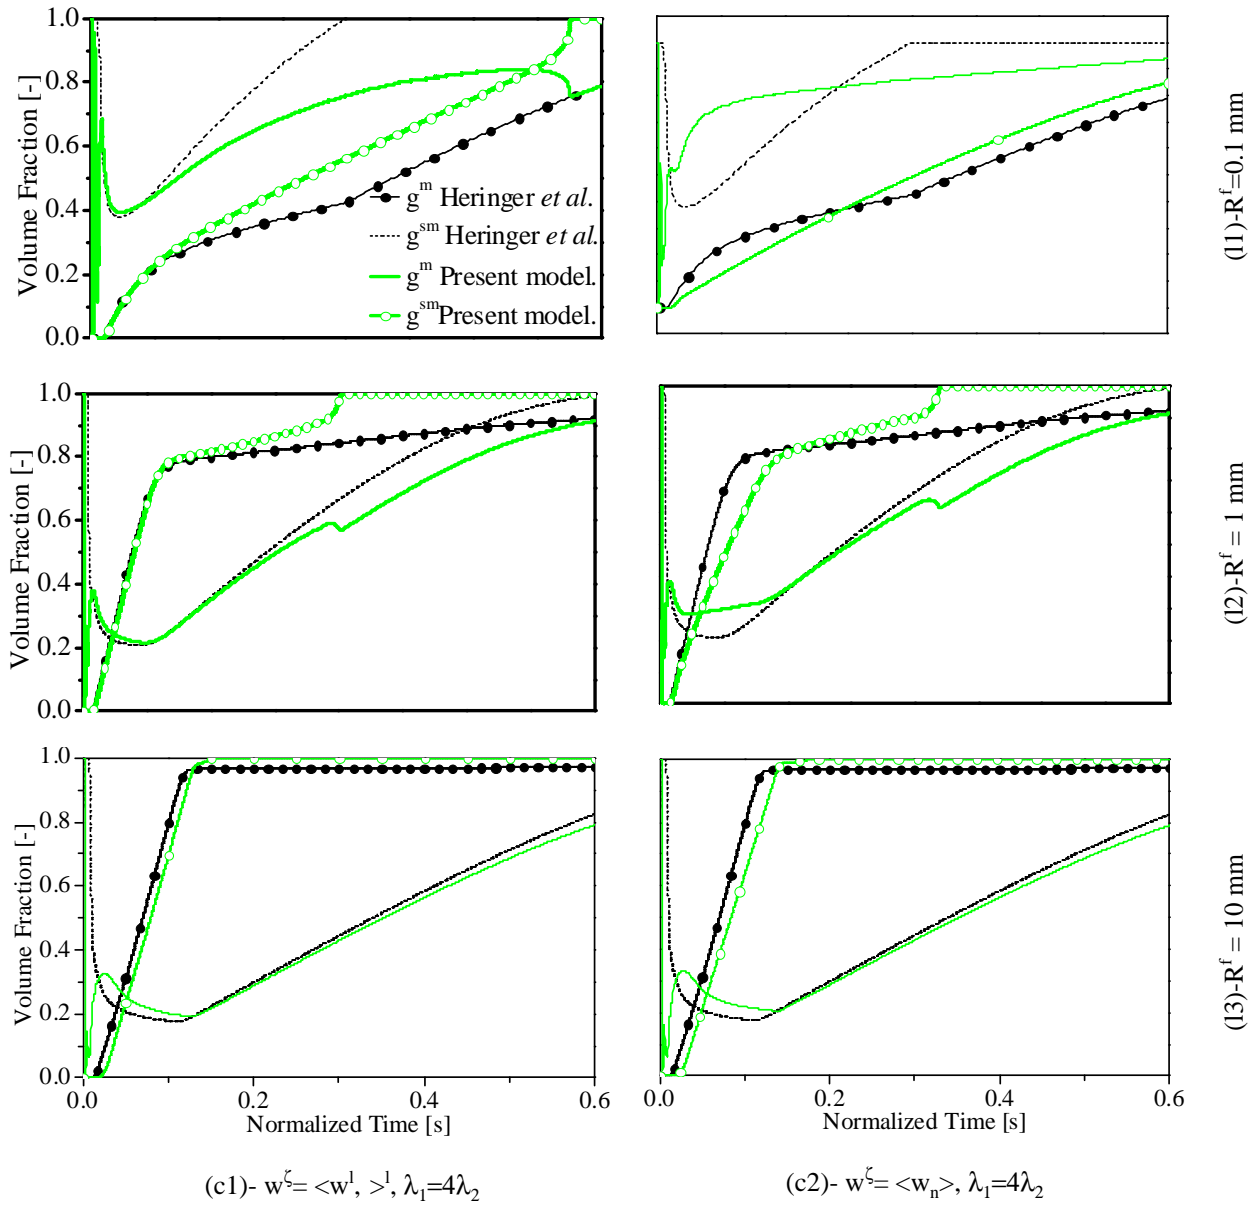 1.0
0.8
0.6
0.4
0.2
0.0
Volume Fraction [-]
g^m Heringer et al.
g^sm Heringer et al.
g^m Present model.
g^sm Present model.
(l1)-R^f=0.1 mm
1.0
0.8
0.6
0.4
0.2
0.0
Volume Fraction [-]
(l2)-R^f = 1 mm
1.0
0.8
0.6
0.4
0.2
0.0
Volume Fraction [-]
(l3)-R^f = 10 mm
0.0 0.2 0.4 0.6
Normalized Time [s]
0.0 0.2 0.4 0.6
Normalized Time [s]
(c1)- w^ζ= <w^l, >^l, λ_1=4λ_2
(c2)- w^ζ= <w_n>, λ_1=4λ_2